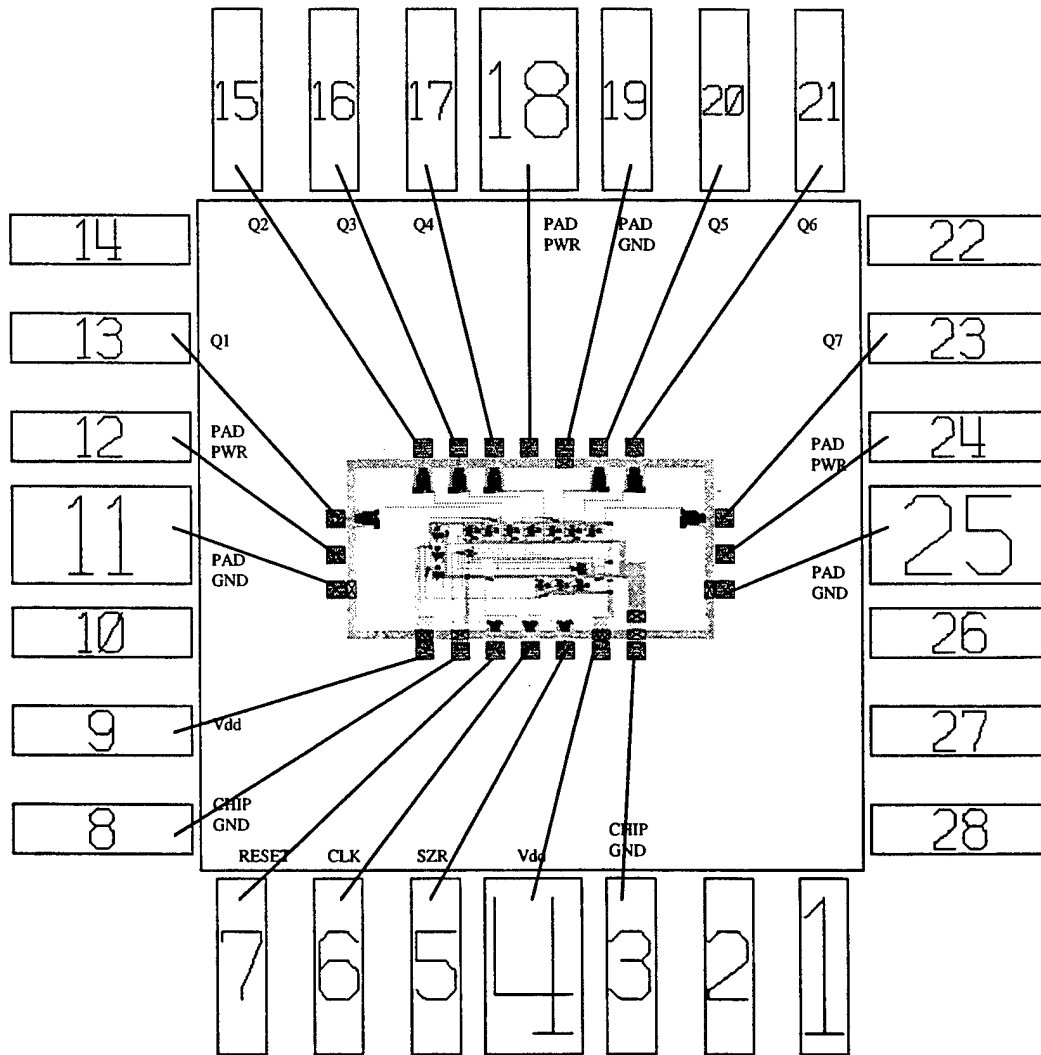 15 16 17 18 19 20 21
Q2 Q3 Q4 PAD PAD Q5 Q6
PWR GND
14 22
13 Q1 Q7 23
12 PAD PAD 24
PWR PWR
11 25
PAD PAD
GND GND
10 26
9 Vdd 27
8 CHIP 28
GND
CHIP
GND
RESET CLK SZR Vdd
7 6 5 4 3 2 1